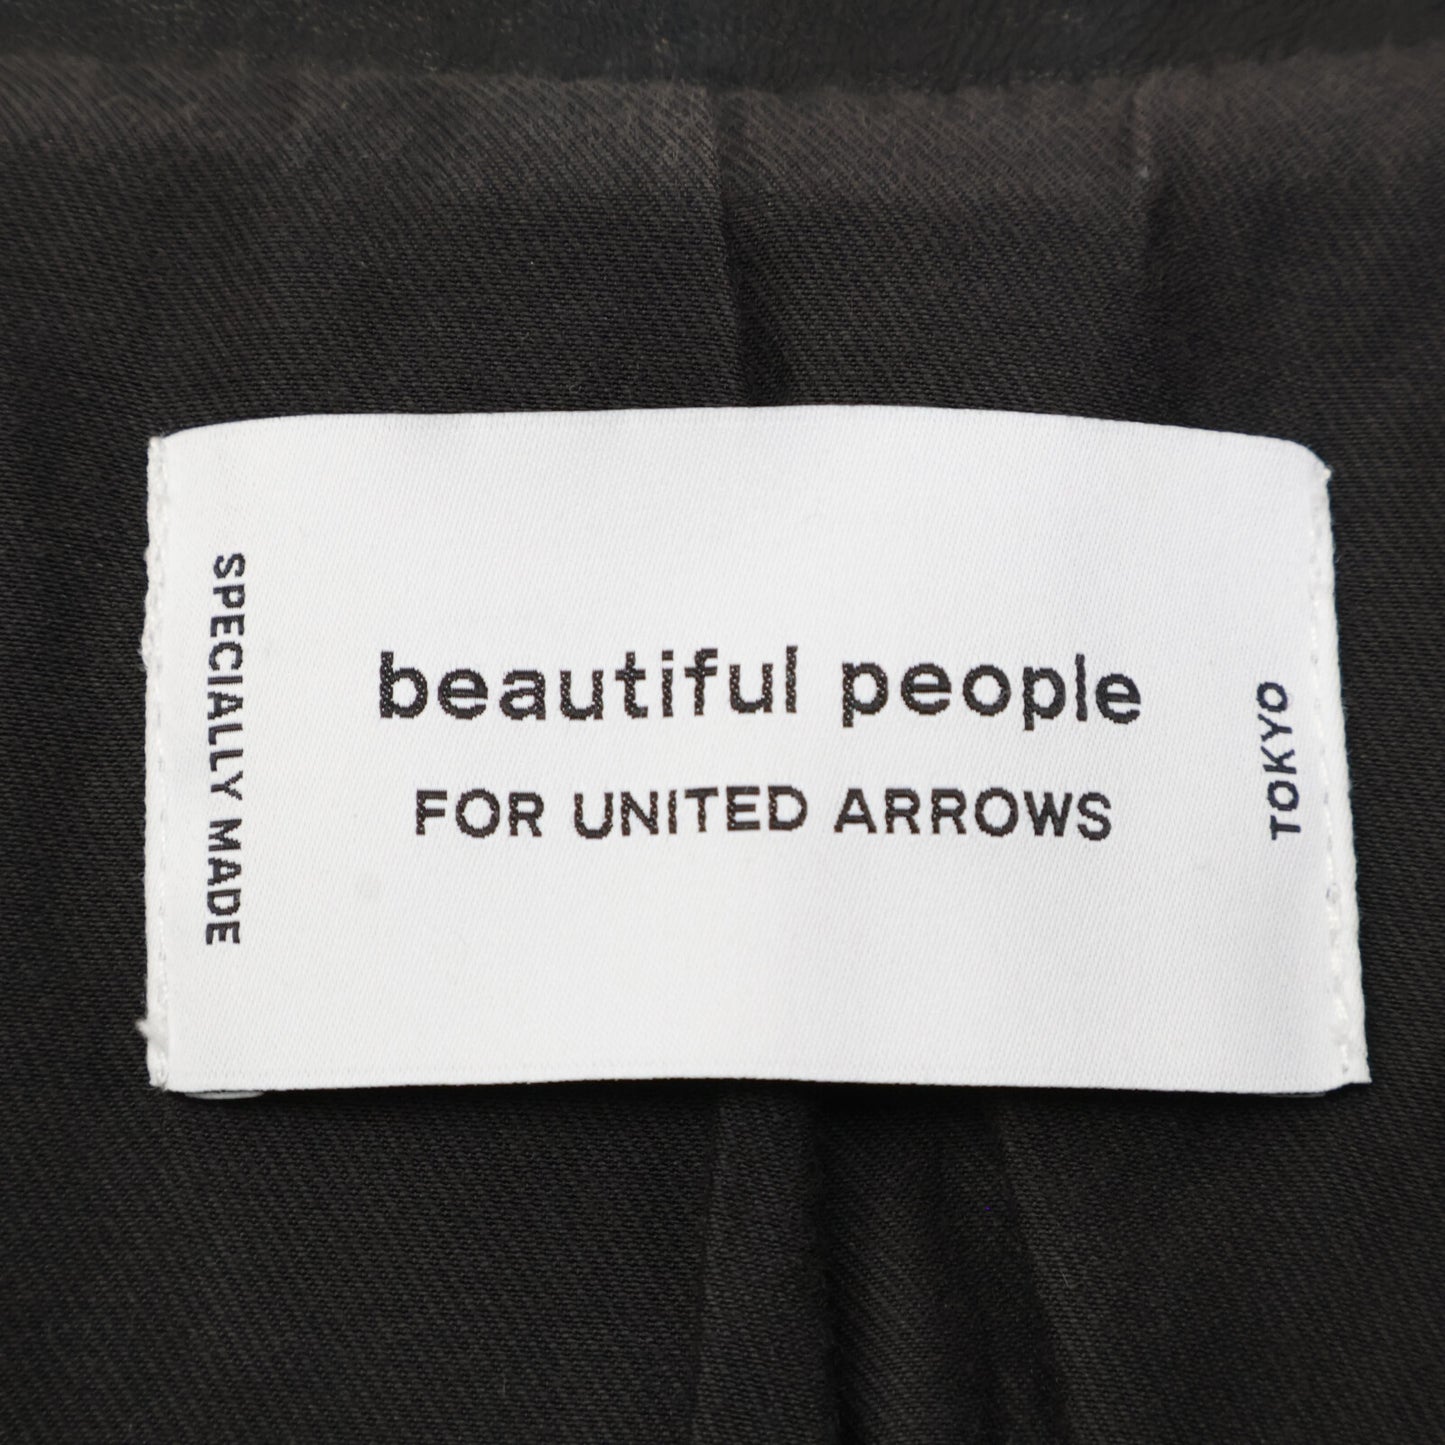 SPECIALLY MADE
beautiful people
FOR UNITED ARROWS
TOKYO